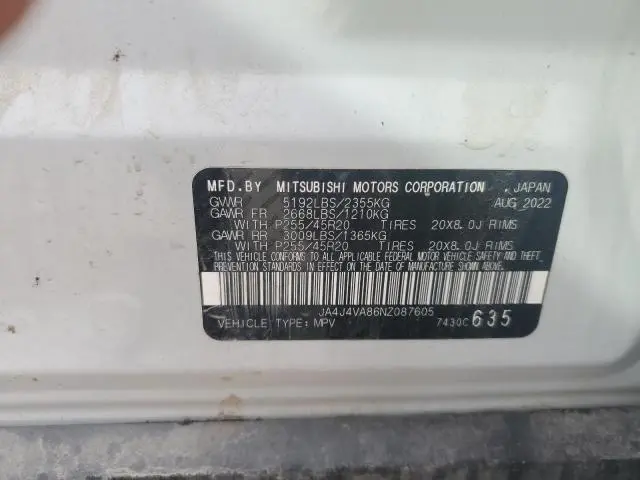 MFD.BY MITSUBISHI MOTORS CORPORATION , JAPAN
GVWR 5192LBS/2355KG AUG 2022
GAWR FR 2668LBS/1210KG
WITH P255/45R20 TIRES 20X8.0J RIMS
GAWR RR 3009LBS/1365KG
WITH P255/45R20 TIRES 20X8.0J RIMS
THIS VEHICLE CONFORMS TO ALL APPLICABLE FEDERAL MOTOR VEHICLE SAFETY AND THEFT
PREVENTION STANDARDS IN EFFECT ON THE DATE OF MANUFACTURE SHOWN ABOVE.
JA4J4VA86NZ087605
VEHICLE TYPE: MPV 7430C 635